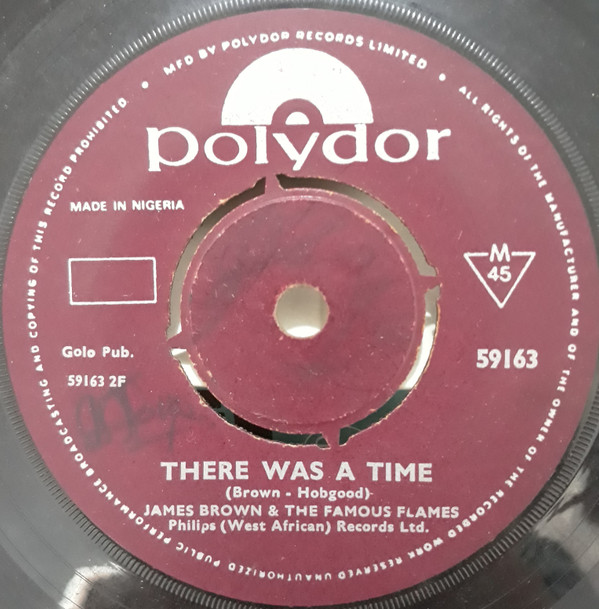 MFD BY POLYDOR RECORDS LIMITED • ALL RIGHTS OF THE MANUFACTURER AND OF THE OWNER OF THE RECORDED WORK RESERVED UNAUTHORIZED PUBLIC PERFORMANCE BROADCASTING AND COPYING OF THIS RECORD PROHIBITED •
polydor
MADE IN NIGERIA
M
45
Golo Pub.
59163
59163 2F
THERE WAS A TIME
(Brown - Hobgood)
JAMES BROWN & THE FAMOUS FLAMES
Philips (West African) Records Ltd.